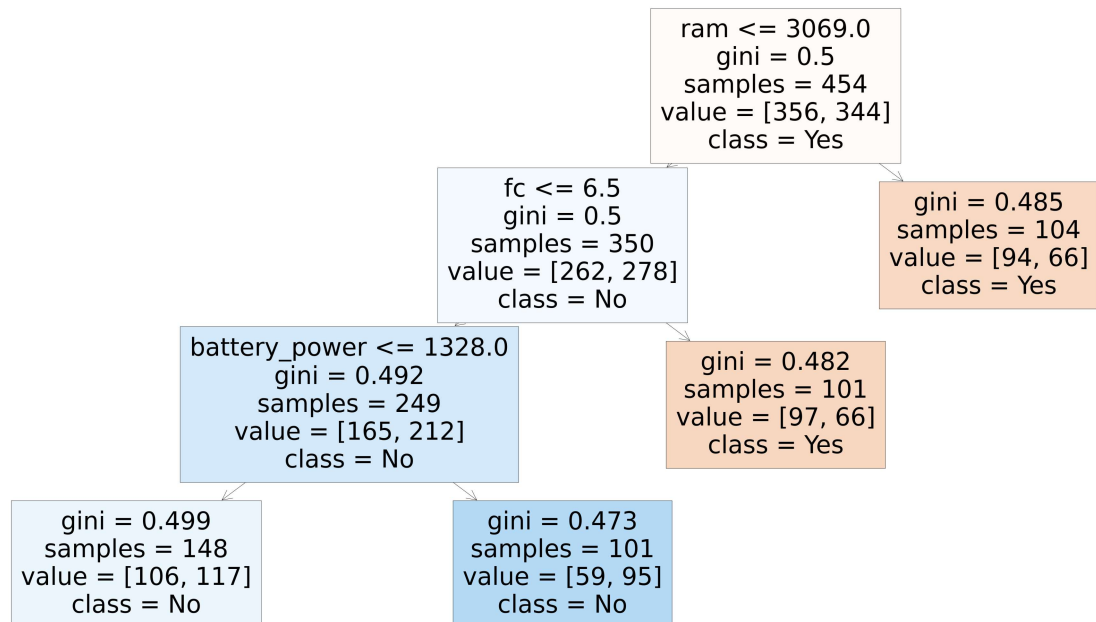 ram <= 3069.0
gini = 0.5
samples = 454
value = [356, 344]
class = Yes
fc <= 6.5
gini = 0.5
samples = 350
value = [262, 278]
class = No
gini = 0.485
samples = 104
value = [94, 66]
class = Yes
battery_power <= 1328.0
gini = 0.492
samples = 249
value = [165, 212]
class = No
gini = 0.482
samples = 101
value = [97, 66]
class = Yes
gini = 0.499
samples = 148
value = [106, 117]
class = No
gini = 0.473
samples = 101
value = [59, 95]
class = No